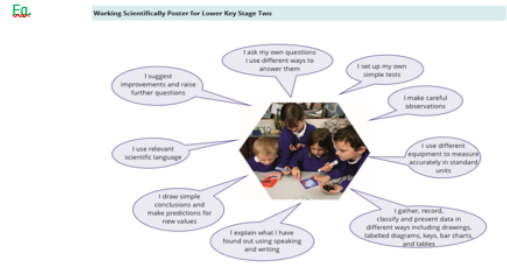 Eg.
Working Scientifically Poster for Lower Key Stage Two
I ask my own questions
I use different ways to
answer them
I set up my own
simple tests
I suggest
improvements and raise
further questions
I make careful
observations
I use relevant
scientific language
I use different
equipment to measure
accurately in standard
units
I draw simple
conclusions and
make predictions for
new values
I gather, record,
classify and present data in
different ways including drawings,
labelled diagrams, keys, bar charts,
and tables
I explain what I have
found out using speaking
and writing